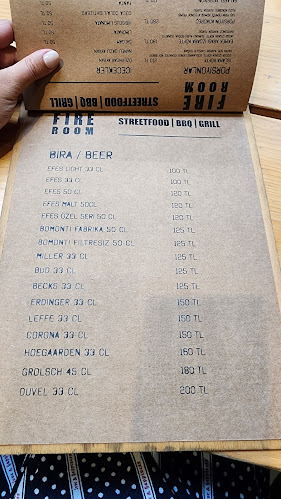 FIRE
ROOM
STREETFOOD | BBQ | GRILL
PORSİYONLAR
İÇECEKLER
FIRE
ROOM
STREETFOOD | BBQ | GRILL
BIRA / BEER
EFES LIGHT 33 CL 100 TL
EFES 33 CL 100 TL
EFES 50 CL 120 TL
EFES MALT 50CL 120 TL
EFES OZEL SERI 50 CL 120 TL
BOMONTI FABRIKA 50 CL 125 TL
BOMONTI FILTRESIZ 50 CL 125 TL
MILLER 33 CL 125 TL
BUD 33 CL 125 TL
BECKS 33 CL 125 TL
ERDINGER 33 CL 150 TL
LEFFE 33 CL 150 TL
CORONA 33 CL 150 TL
HOEGAARDEN 33 CL 160 TL
GROLSCH 45 CL 180 TL
DUVEL 33 CL 200 TL